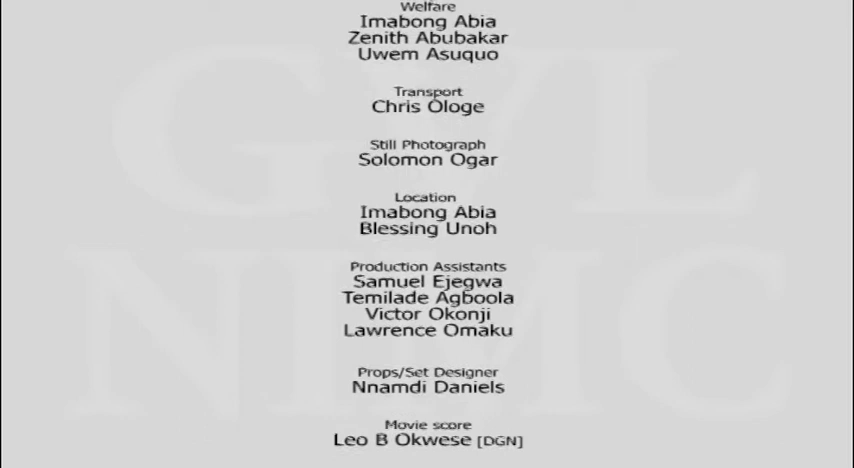 Welfare
Imabong Abia
Zenith Abubakar
Uwem Asuquo
Transport
Chris Ologe
Still Photograph
Solomon Ogar
Location
Imabong Abia
Blessing Unoh
Production Assistants
Samuel Ejegwa
Temilade Agboola
Victor Okonji
Lawrence Omaku
Props/Set Designer
Nnamdi Daniels
Movie score
Leo B Okwese [DGN]
GVL
NIMC